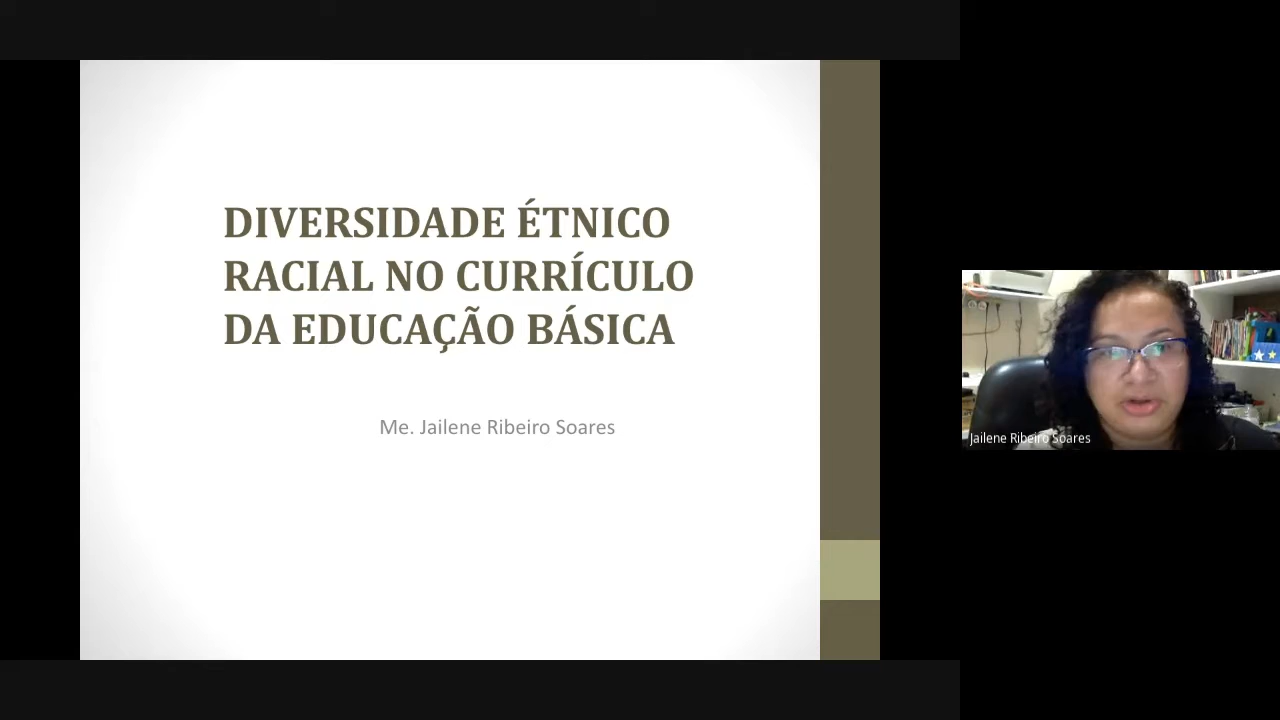 DIVERSIDADE ÉTNICO
RACIAL NO CURRÍCULO
DA EDUCAÇÃO BÁSICA
Me. Jailene Ribeiro Soares
Jailene Ribeiro Soares